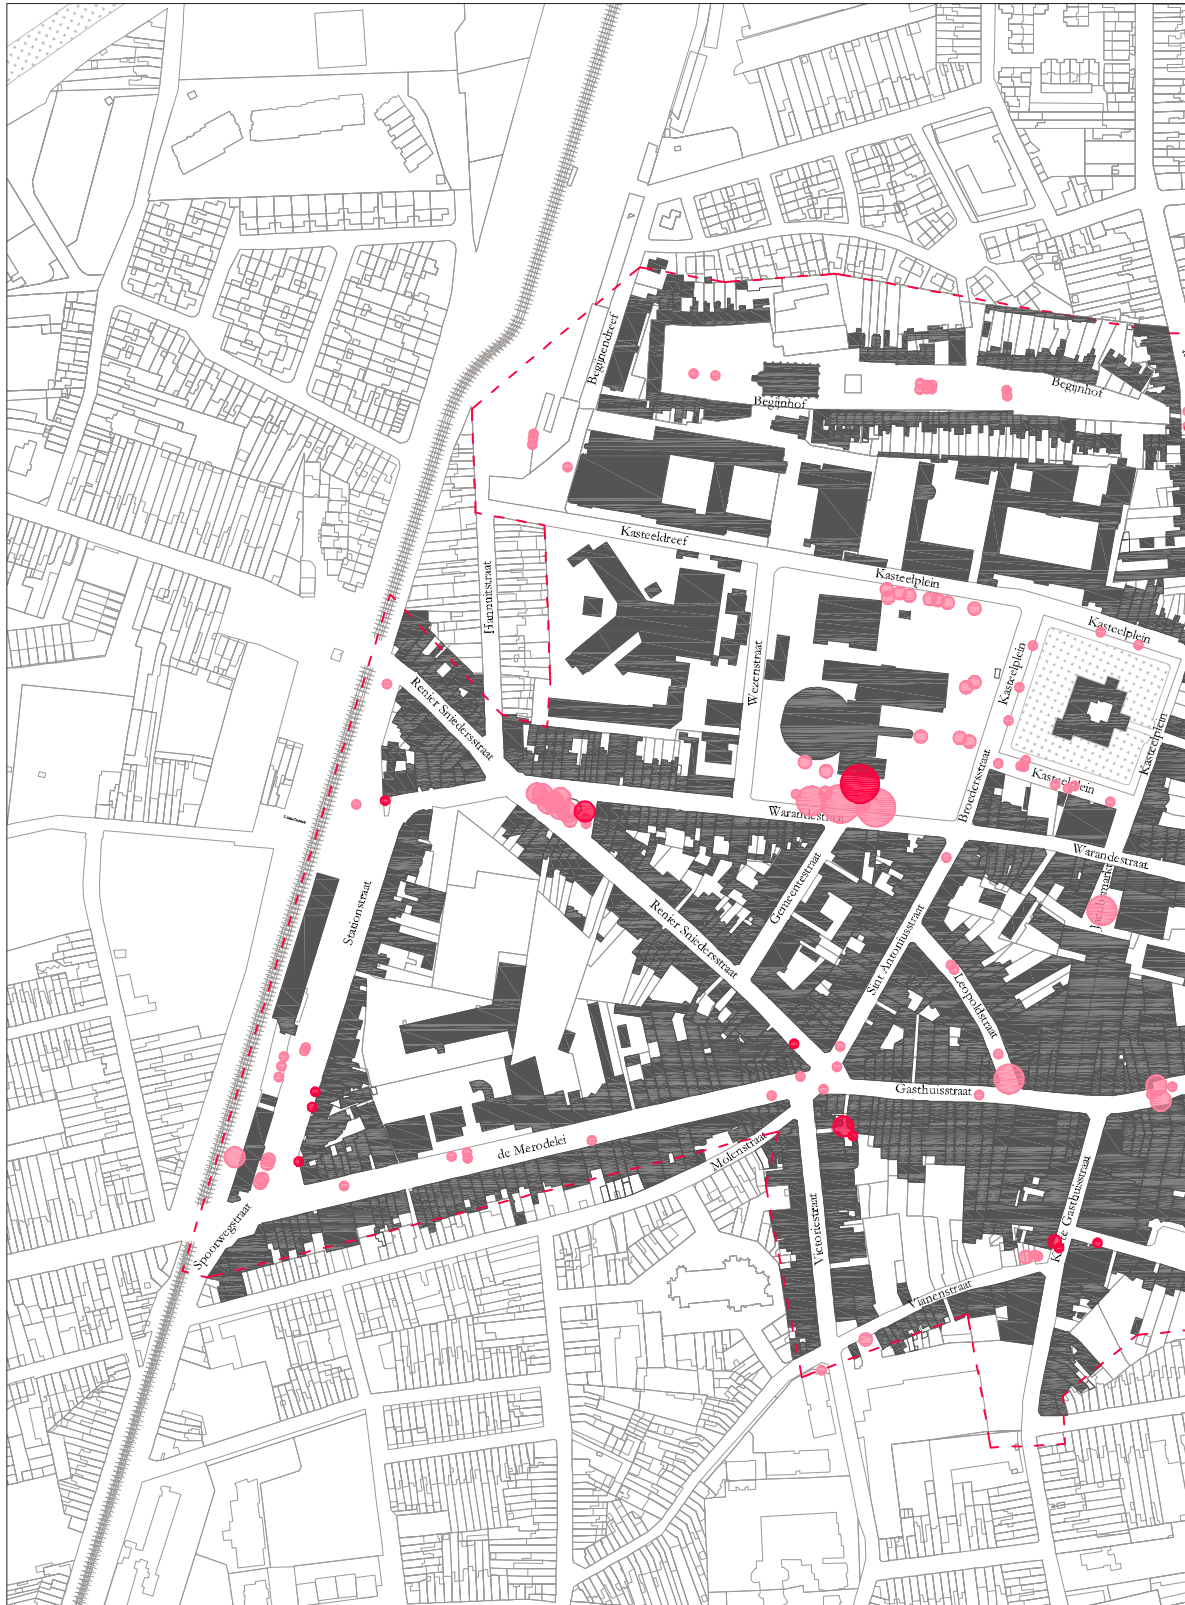 Begijnendreef
Begijnhof
Begijnhof
Kasteeldreef
Kasteelplein
Hannuitstraat
Kasteelplein
Wezenstraat
Kasteelplein
Renier Sniedersstraat
Kasteelplein
Kasteelplein
Broedersstraat
Warandestraat
Warandestraat
Gemeentestraat
Stationstraat
Renier Sniedersstraat
Sint Antoniusstraat
Leopoldstraat
Gasthuisstraat
de Merodelei
Molenstraat
Victoriestraat
Spoorwegstraat
Vianenstraat